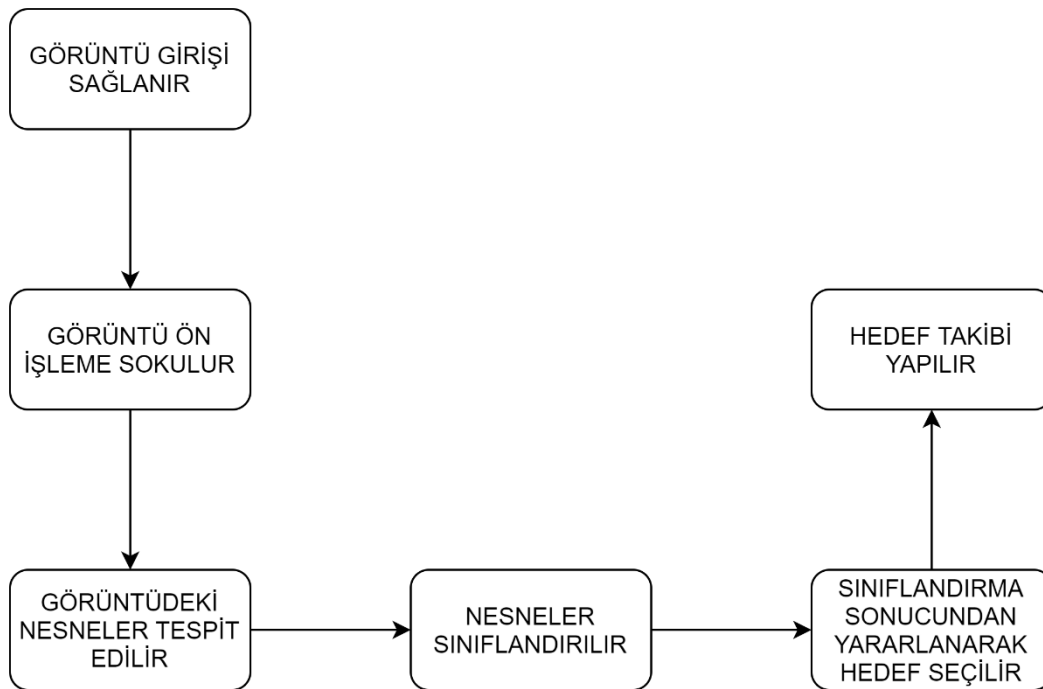 GÖRÜNTÜ GİRİŞİ
SAĞLANIR
GÖRÜNTÜ ÖN
İŞLEME SOKULUR
GÖRÜNTÜDEKİ
NESNELER TESPİT
EDİLİR
NESNELER
SINIFLANDIRILIR
SINIFLANDIRMA
SONUCUNDAN
YARARLANARAK
HEDEF SEÇİLİR
HEDEF TAKİBİ
YAPILIR